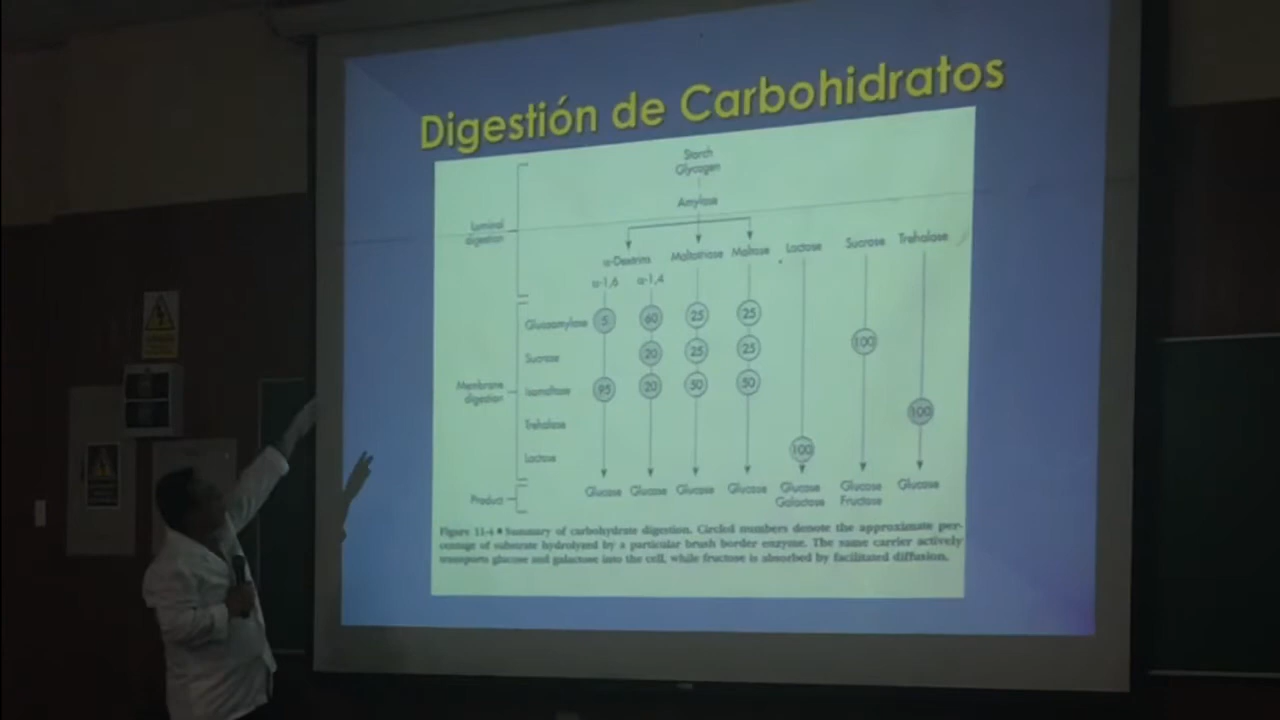 Digestión de Carbohidratos
Starch
Glycogen
Amylase
Luminal
digestion
α-Dextrins Maltotriose Maltose Lactose Sucrose Trehalose
α-1,6 α-1,4
Glucoamylase 5 60 25 25
Sucrase 20 25 25 100
Membrane
digestion
Isomaltase 95 20 50 50
Trehalase 100
Lactase 100
Product
Glucose Glucose Glucose Glucose Glucose Glucose Glucose
Galactose Fructose
Figure 11-4 ■ Summary of carbohydrate digestion. Circled numbers denote the approximate per-
centage of substrate hydrolyzed by a particular brush border enzyme. The same carrier actively
transports glucose and galactose into the cell, while fructose is absorbed by facilitated diffusion.